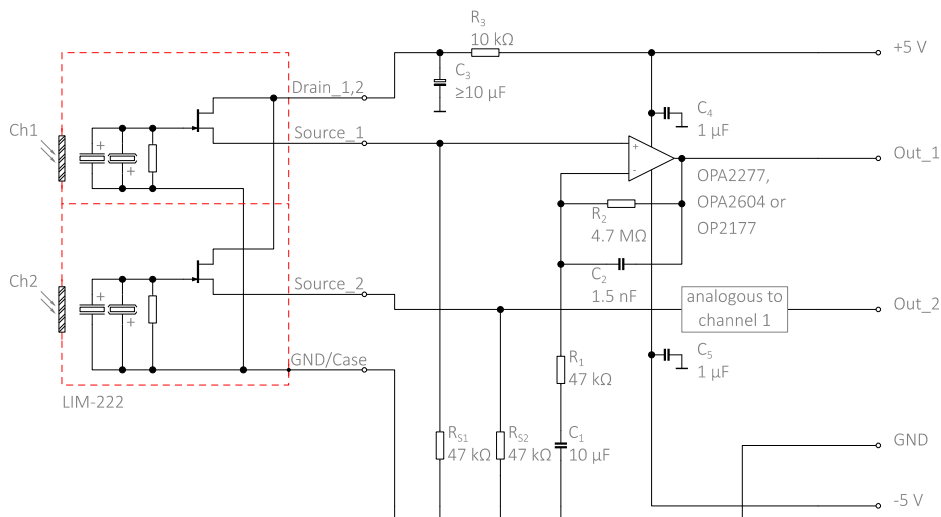 R3
10 kΩ
+5 V
C3
≥10 µF
Drain_1,2
C4
1 µF
Ch1
Source_1
+
+
+
-
Out_1
OPA2277,
OPA2604 or
OP2177
R2
4.7 MΩ
C2
1.5 nF
Ch2
Source_2
+
+
analogous to
channel 1
Out_2
GND/Case
R1
47 kΩ
C5
1 µF
LIM-222
RS1
47 kΩ
RS2
47 kΩ
C1
10 µF
GND
-5 V